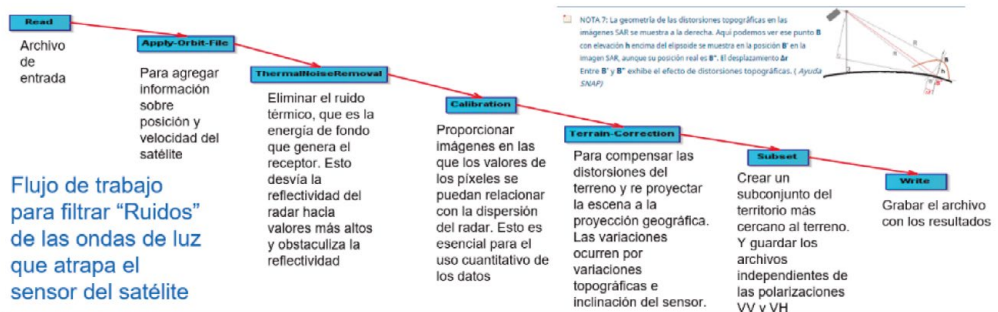 Read
Archivo
de
entrada
Apply-Orbit-File
Para agregar
información
sobre
posición y
velocidad del
satélite
ThermalNoiseRemoval
Eliminar el ruido
térmico, que es la
energía de fondo
que genera el
receptor. Esto
desvía la
reflectividad del
radar hacia
valores más altos
y obstaculiza la
reflectividad
Calibration
Proporcionar
imágenes en las
que los valores de
los píxeles se
puedan relacionar
con la dispersión
del radar. Esto es
esencial para el
uso cuantitativo de
los datos
Terrain-Correction
Para compensar las
distorsiones del
terreno y re proyectar
la escena a la
proyección geográfica.
Las variaciones
ocurren por
variaciones
topográficas e
inclinación del sensor.
Subset
Crear un
subconjunto del
territorio más
cercano al terreno.
Y guardar los
archivos
independientes de
las polarizaciones
VV y VH
Write
Grabar el archivo
con los resultados
NOTA 7: La geometría de las distorsiones topográficas en las
imágenes SAR se muestra a la derecha. Aquí podemos ver ese punto B
con elevación h encima del elipsoide se muestra en la posición B' en la
imagen SAR, aunque su posición real es B". El desplazamiento Δr
Entre B' y B" exhibe el efecto de distorsiones topográficas. ( Ayuda
SNAP)
Flujo de trabajo
para filtrar “Ruidos”
de las ondas de luz
que atrapa el
sensor del satélite